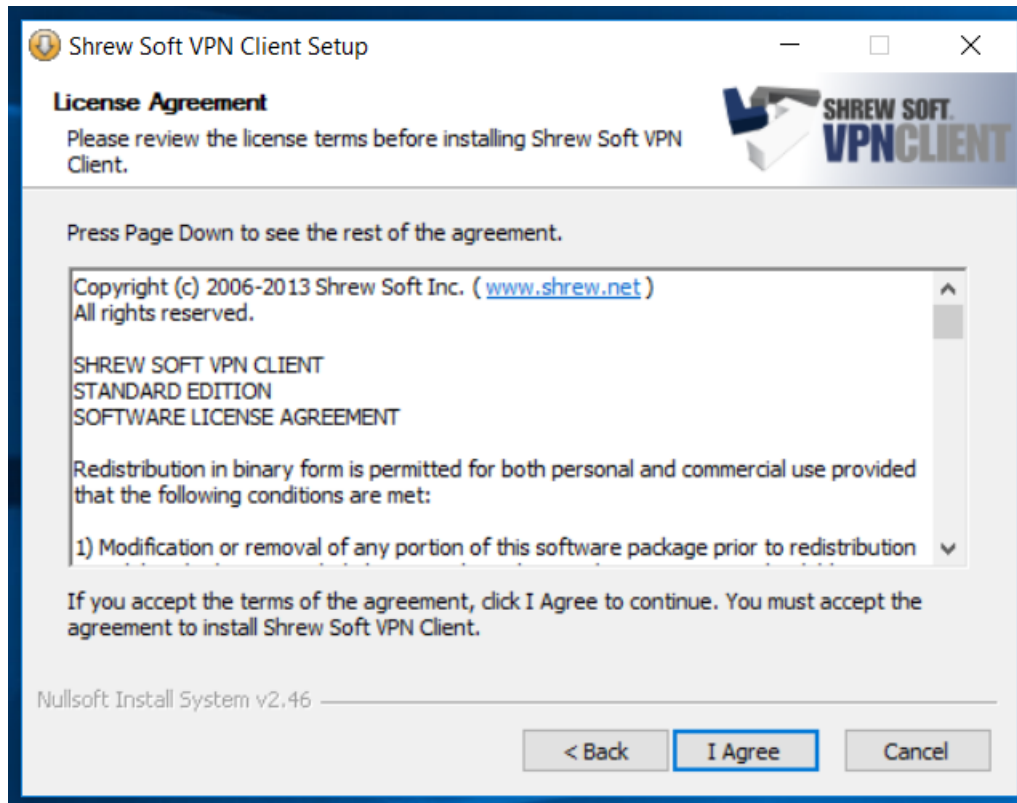 Shrew Soft VPN Client Setup
License Agreement
Please review the license terms before installing Shrew Soft VPN
Client.
SHREW SOFT.
VPNCLIENT
Press Page Down to see the rest of the agreement.
Copyright (c) 2006-2013 Shrew Soft Inc. ( www.shrew.net )
All rights reserved.
SHREW SOFT VPN CLIENT
STANDARD EDITION
SOFTWARE LICENSE AGREEMENT
Redistribution in binary form is permitted for both personal and commercial use provided
that the following conditions are met:
1) Modification or removal of any portion of this software package prior to redistribution
If you accept the terms of the agreement, click I Agree to continue. You must accept the
agreement to install Shrew Soft VPN Client.
Nullsoft Install System v2.46
< Back
I Agree
Cancel